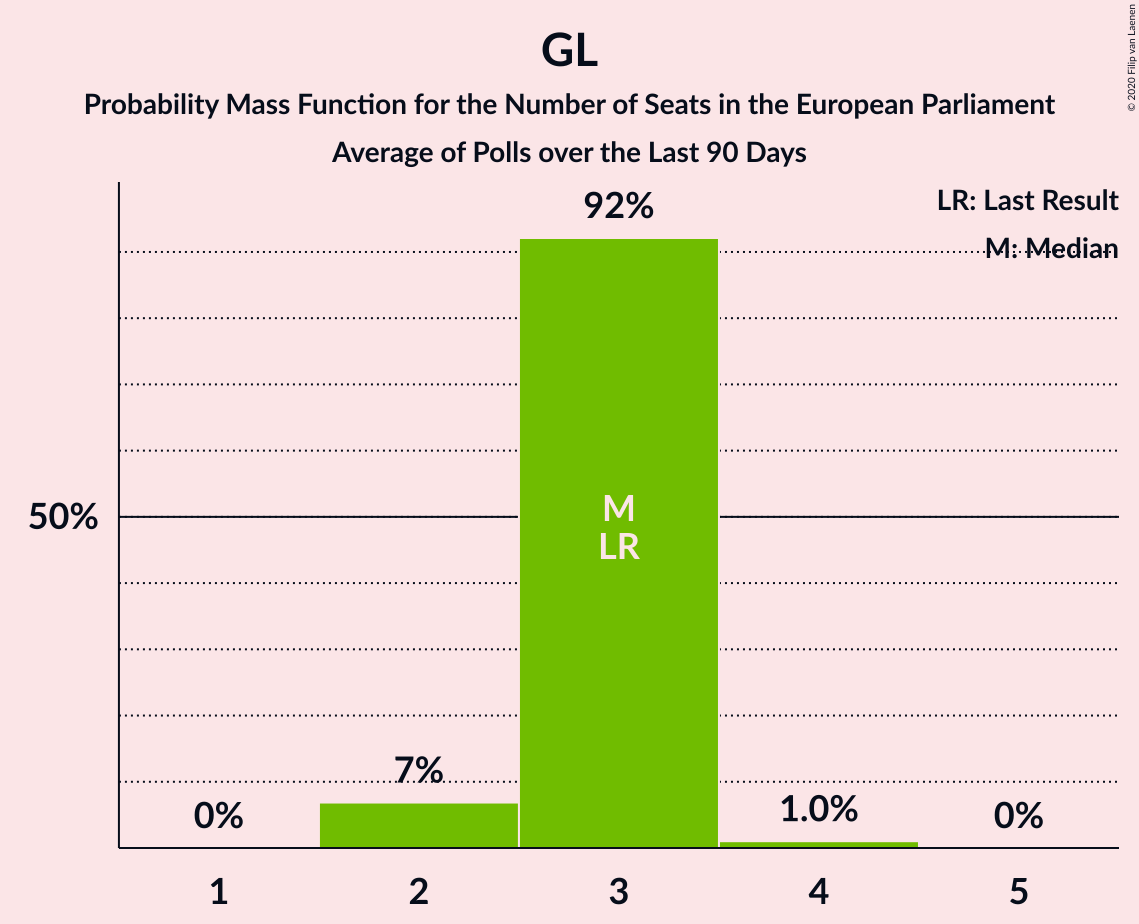 GL
Probability Mass Function for the Number of Seats in the European Parliament
Average of Polls over the Last 90 Days
© 2020 Filip van Laenen
LR: Last Result
M: Median
92%
50%
M
LR
7%
0%
1.0%
0%
1 2 3 4 5